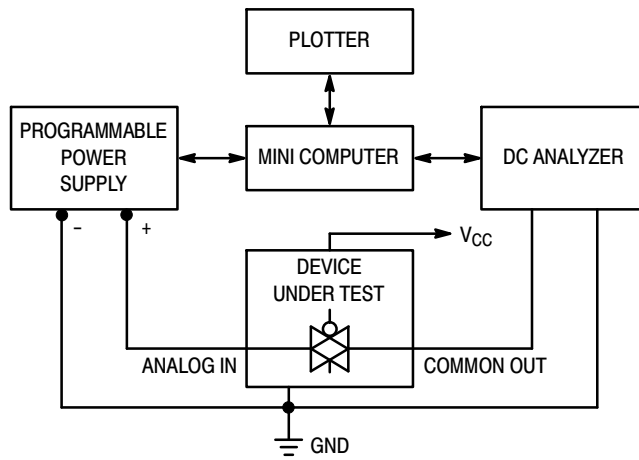 PLOTTER
PROGRAMMABLE
POWER
SUPPLY
MINI COMPUTER
DC ANALYZER
–
+
VCC
DEVICE
UNDER TEST
ANALOG IN
COMMON OUT
GND